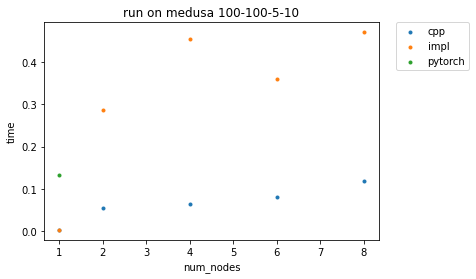 run on medusa 100-100-5-10
cpp
impl
pytorch
time
0.4
0.3
0.2
0.1
0.0
1 2 3 4 5 6 7 8
num_nodes